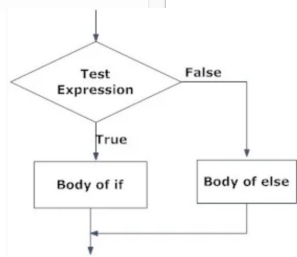 Test
Expression
False
True
Body of if
Body of else